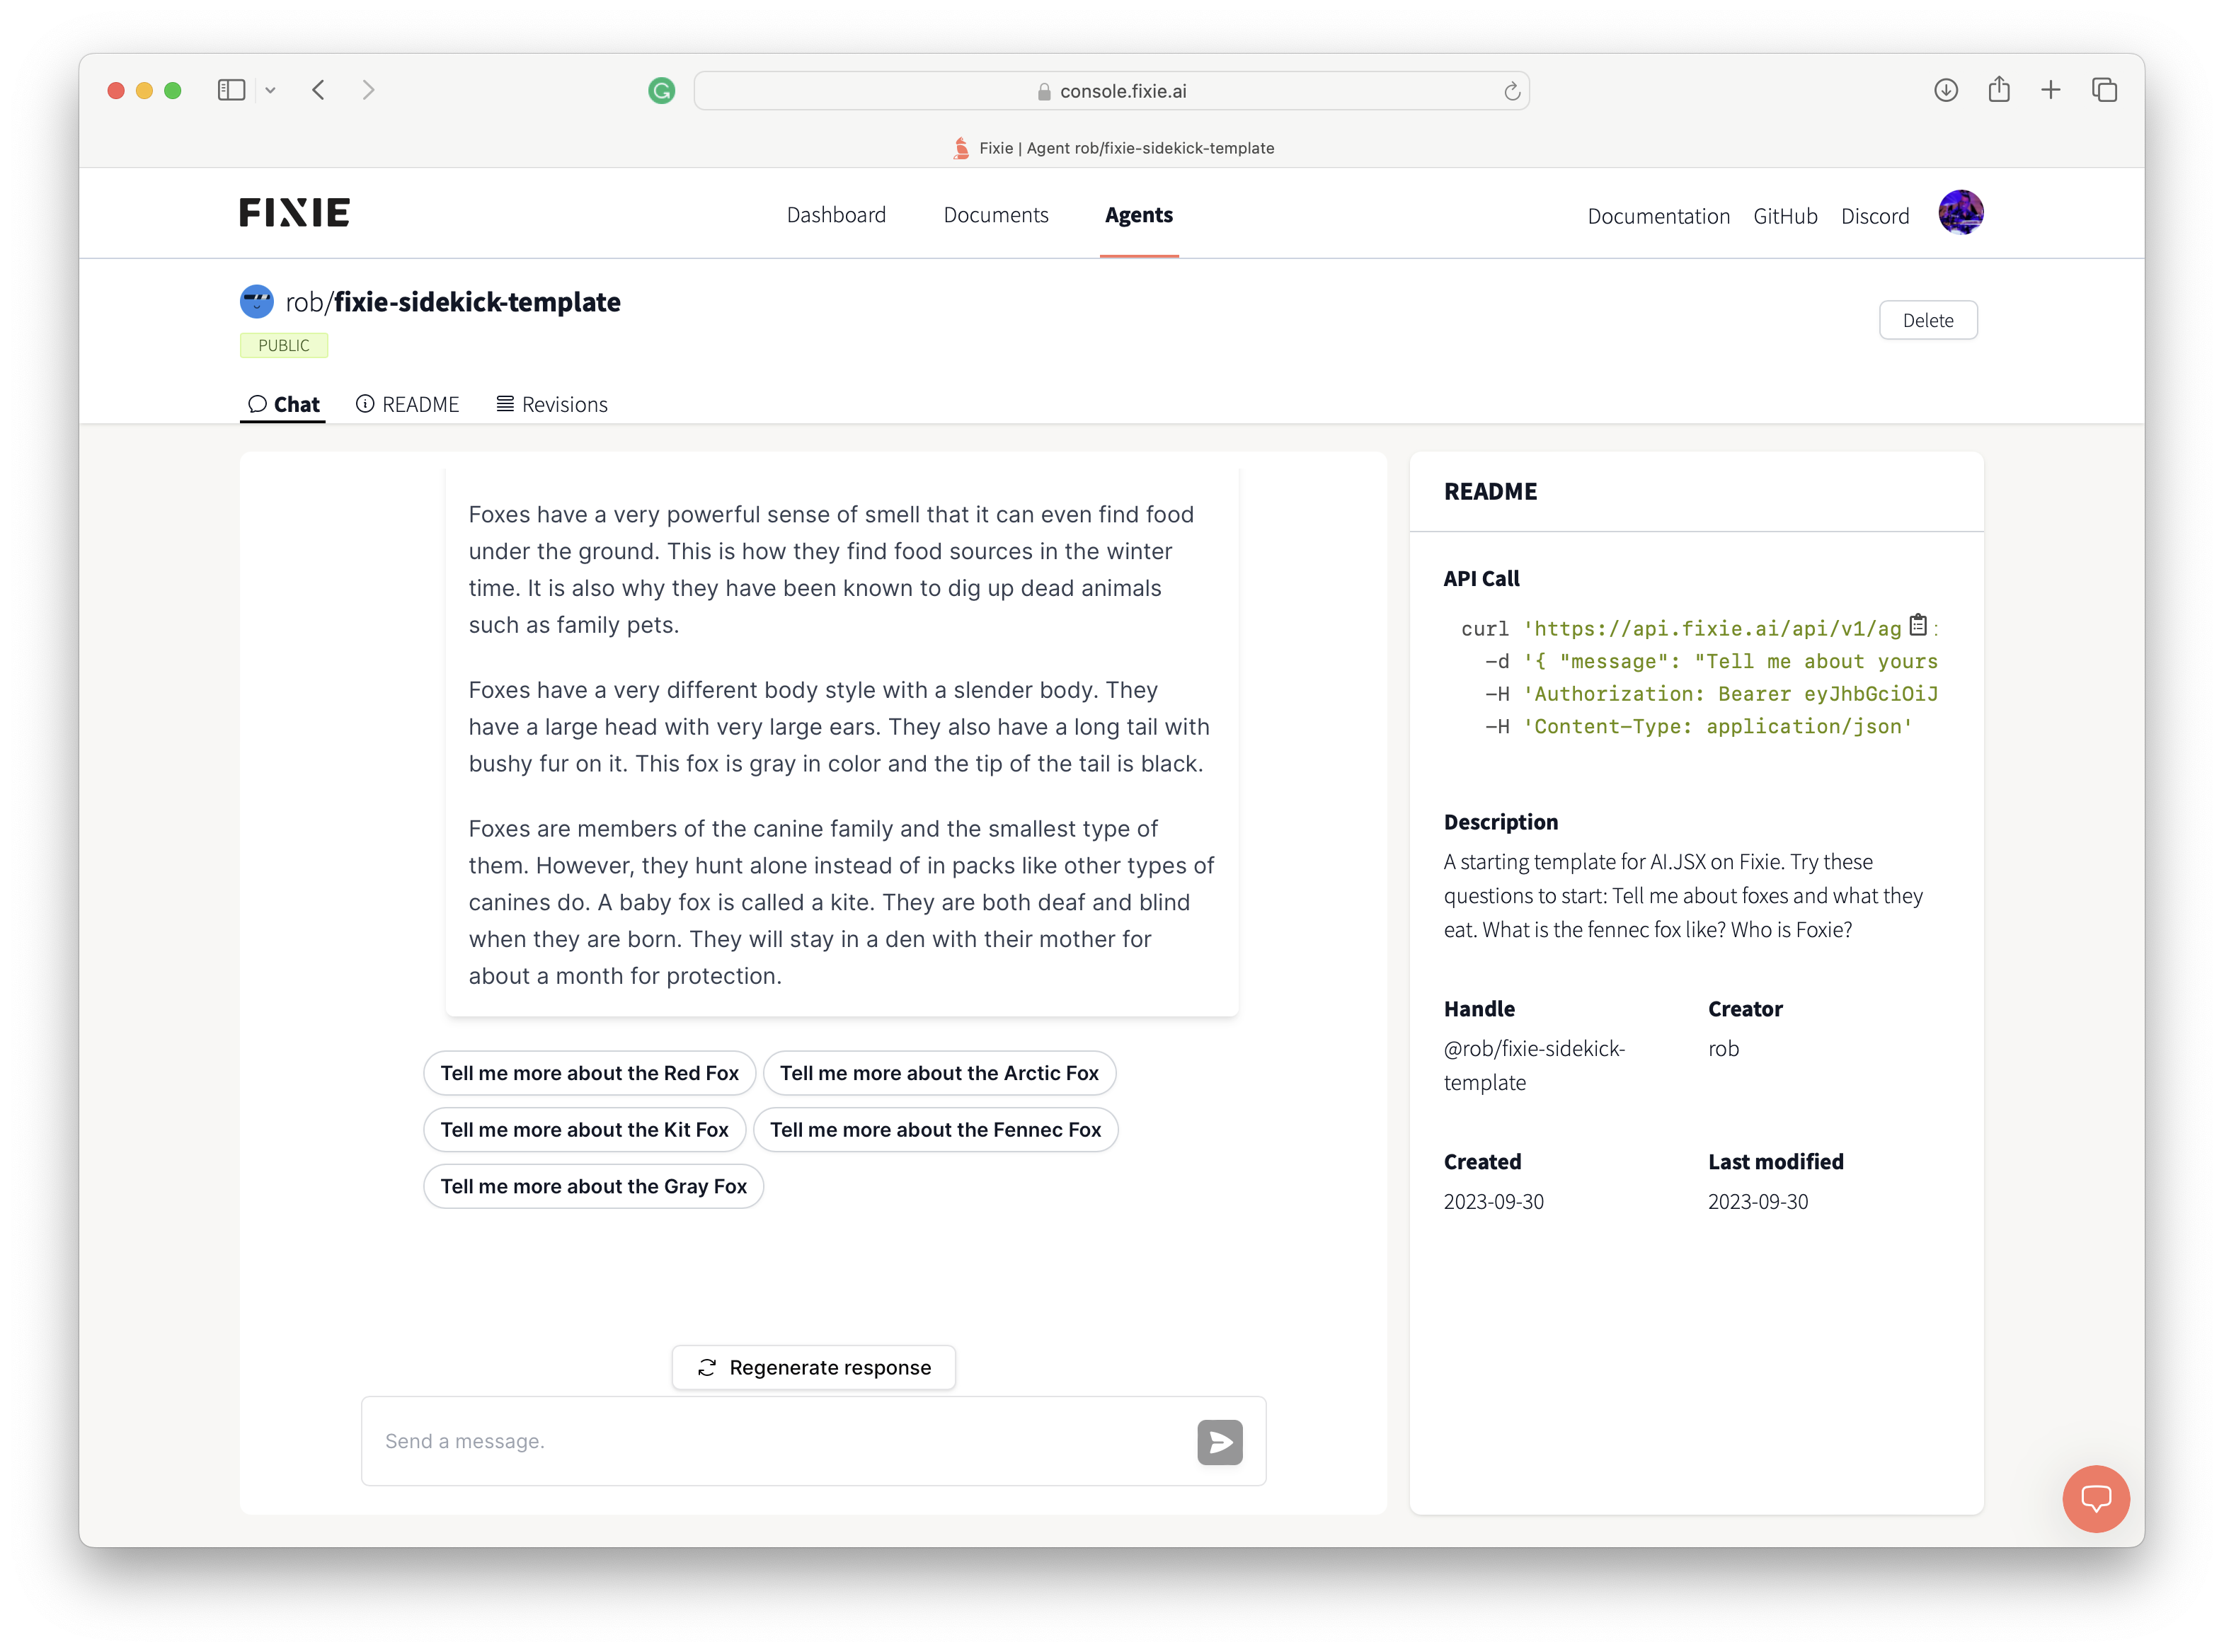 console.fixie.ai
Fixie | Agent rob/fixie-sidekick-template
FIXIE
Dashboard
Documents
Agents
Documentation
GitHub
Discord
rob/fixie-sidekick-template
Delete
PUBLIC
Chat
README
Revisions
Foxes have a very powerful sense of smell that it can even find food
under the ground. This is how they find food sources in the winter
time. It is also why they have been known to dig up dead animals
such as family pets.
Foxes have a very different body style with a slender body. They
have a large head with very large ears. They also have a long tail with
bushy fur on it. This fox is gray in color and the tip of the tail is black.
Foxes are members of the canine family and the smallest type of
them. However, they hunt alone instead of in packs like other types of
canines do. A baby fox is called a kite. They are both deaf and blind
when they are born. They will stay in a den with their mother for
about a month for protection.
Tell me more about the Red Fox
Tell me more about the Arctic Fox
Tell me more about the Kit Fox
Tell me more about the Fennec Fox
Tell me more about the Gray Fox
Regenerate response
Send a message.
README
API Call
curl 'https://api.fixie.ai/api/v1/ag
-d '{ "message": "Tell me about yours
-H 'Authorization: Bearer eyJhbGciOiJ
-H 'Content-Type: application/json'
Description
A starting template for AI.JSX on Fixie. Try these
questions to start: Tell me about foxes and what they
eat. What is the fennec fox like? Who is Foxie?
Handle
@rob/fixie-sidekick-
template
Creator
rob
Created
2023-09-30
Last modified
2023-09-30